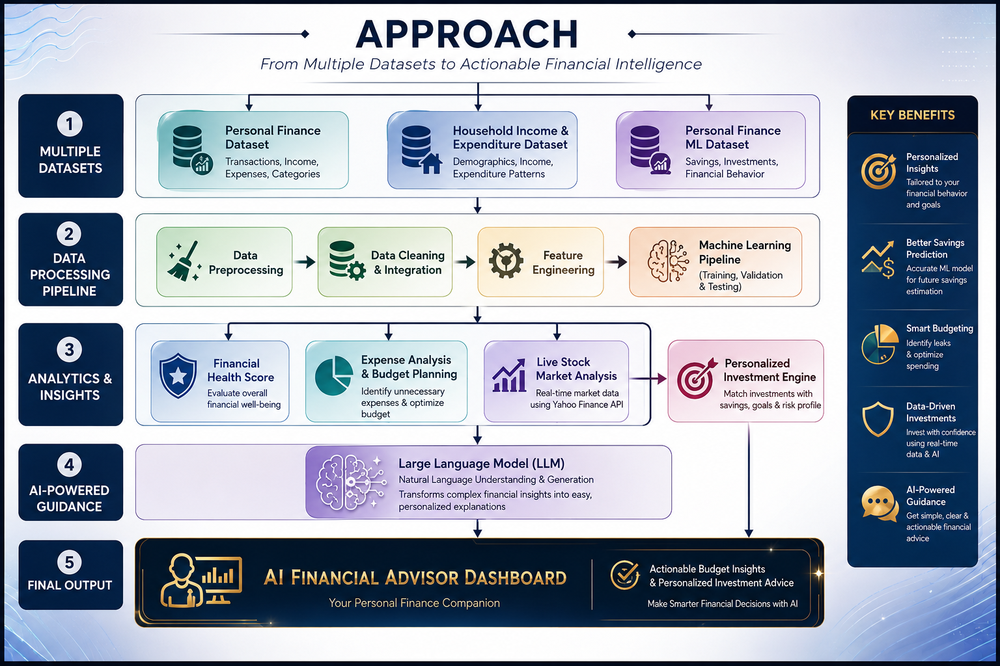 APPROACH
From Multiple Datasets to Actionable Financial Intelligence
1
MULTIPLE
DATASETS
Personal Finance
Dataset
Transactions, Income,
Expenses, Categories
Household Income &
Expenditure Dataset
Demographics, Income,
Expenditure Patterns
Personal Finance
ML Dataset
Savings, Investments,
Financial Behavior
2
DATA
PROCESSING
PIPELINE
Data
Preprocessing
Data Cleaning
& Integration
Feature
Engineering
Machine Learning
Pipeline
(Training, Validation
& Testing)
3
ANALYTICS &
INSIGHTS
Financial
Health Score
Evaluate overall
financial well-being
Expense Analysis
& Budget Planning
Identify unnecessary
expenses & optimize
budget
Live Stock
Market Analysis
Real-time market data
using Yahoo Finance API
Personalized
Investment Engine
Match investments with
savings, goals & risk profile
4
AI-POWERED
GUIDANCE
Large Language Model (LLM)
Natural Language Understanding & Generation
Transforms complex financial insights into easy,
personalized explanations
5
FINAL OUTPUT
AI FINANCIAL ADVISOR DASHBOARD
Your Personal Finance Companion
Actionable Budget Insights
& Personalized Investment Advice
Make Smarter Financial Decisions with AI
KEY BENEFITS
Personalized
Insights
Tailored to your
financial behavior
and goals
Better Savings
Prediction
Accurate ML model
for future savings
estimation
Smart Budgeting
Identify leaks
& optimize
spending
Data-Driven
Investments
Invest with confidence
using real-time
data & AI
AI-Powered
Guidance
Get simple, clear &
actionable financial
advice